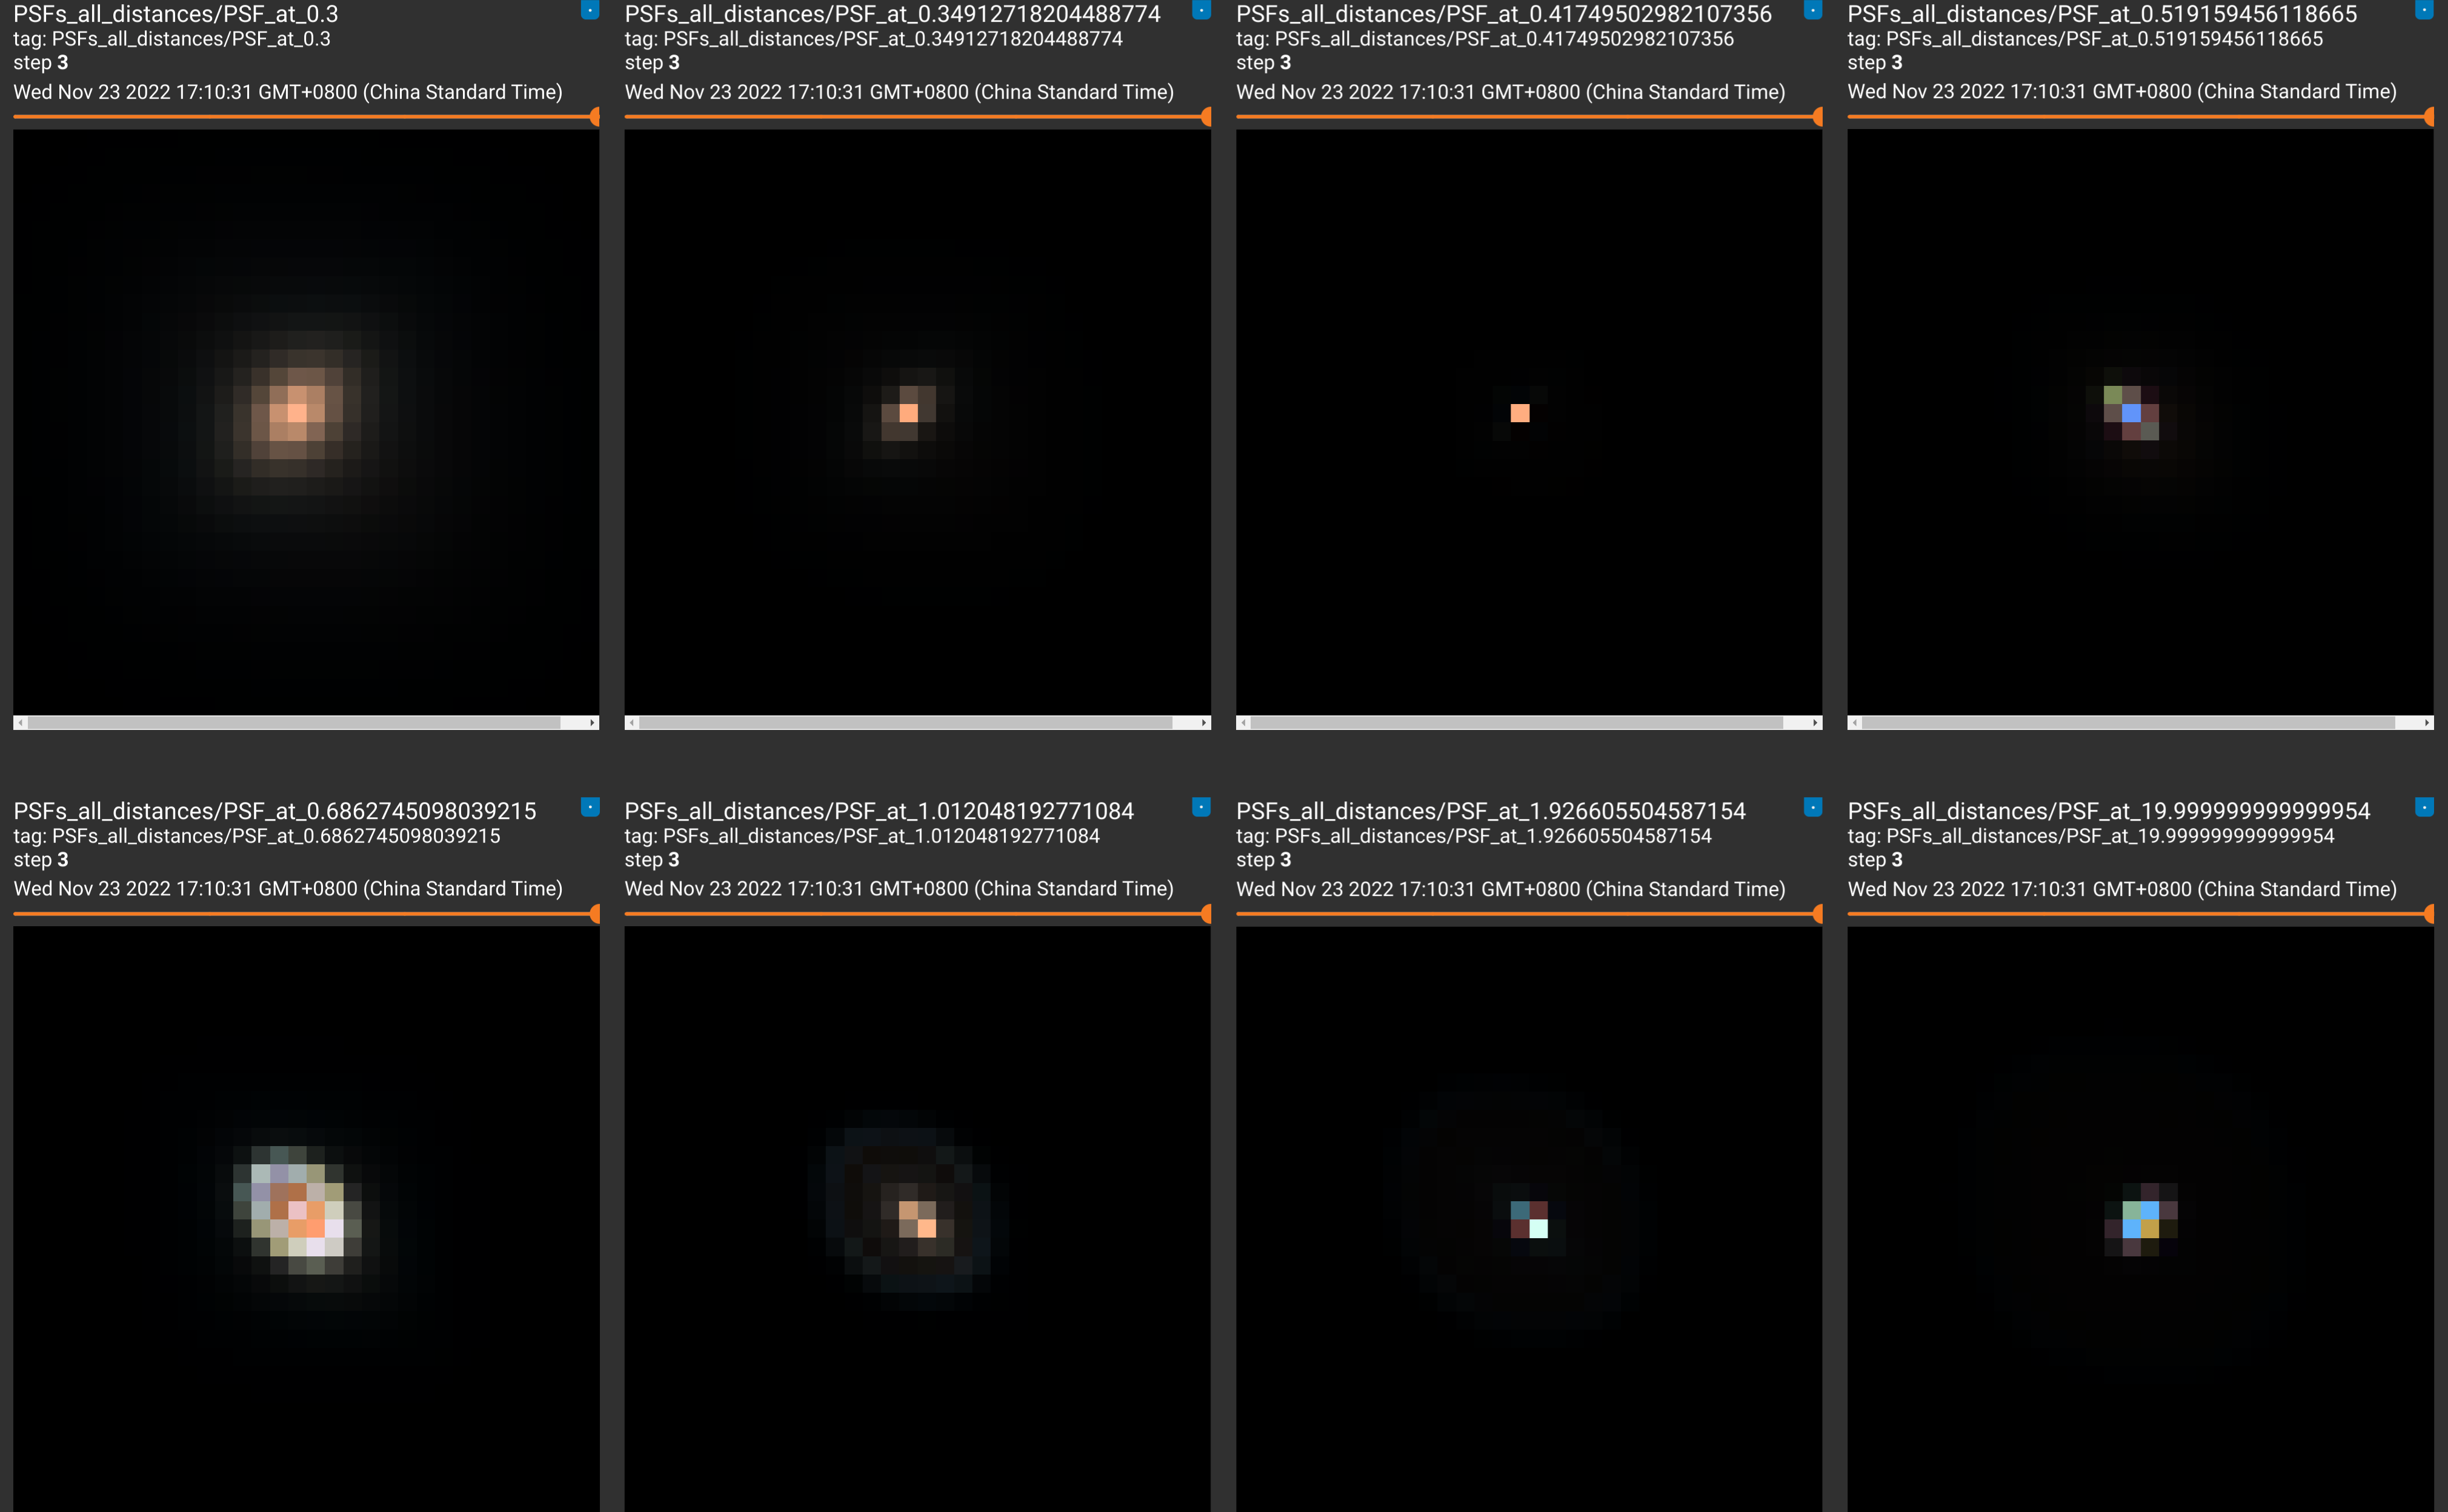 PSFs_all_distances/PSF_at_0.3
tag: PSFs_all_distances/PSF_at_0.3
step 3
Wed Nov 23 2022 17:10:31 GMT+0800 (China Standard Time)
PSFs_all_distances/PSF_at_0.34912718204488774
tag: PSFs_all_distances/PSF_at_0.34912718204488774
step 3
Wed Nov 23 2022 17:10:31 GMT+0800 (China Standard Time)
PSFs_all_distances/PSF_at_0.41749502982107356
tag: PSFs_all_distances/PSF_at_0.41749502982107356
step 3
Wed Nov 23 2022 17:10:31 GMT+0800 (China Standard Time)
PSFs_all_distances/PSF_at_0.519159456118665
tag: PSFs_all_distances/PSF_at_0.519159456118665
step 3
Wed Nov 23 2022 17:10:31 GMT+0800 (China Standard Time)
PSFs_all_distances/PSF_at_0.6862745098039215
tag: PSFs_all_distances/PSF_at_0.6862745098039215
step 3
Wed Nov 23 2022 17:10:31 GMT+0800 (China Standard Time)
PSFs_all_distances/PSF_at_1.012048192771084
tag: PSFs_all_distances/PSF_at_1.012048192771084
step 3
Wed Nov 23 2022 17:10:31 GMT+0800 (China Standard Time)
PSFs_all_distances/PSF_at_1.926605504587154
tag: PSFs_all_distances/PSF_at_1.926605504587154
step 3
Wed Nov 23 2022 17:10:31 GMT+0800 (China Standard Time)
PSFs_all_distances/PSF_at_19.999999999999954
tag: PSFs_all_distances/PSF_at_19.999999999999954
step 3
Wed Nov 23 2022 17:10:31 GMT+0800 (China Standard Time)